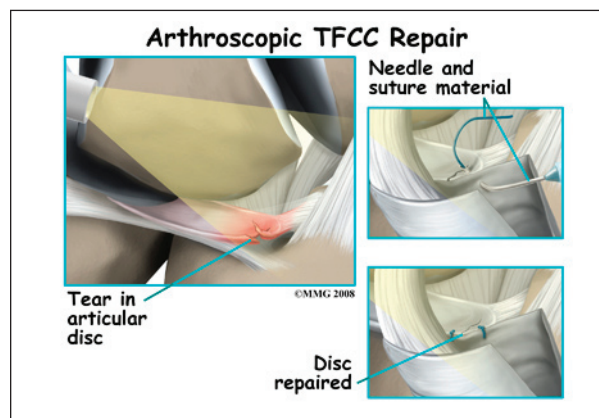 Arthroscopic TFCC Repair
Needle and
suture material
Tear in
articular
disc
©MMG 2008
Disc
repaired